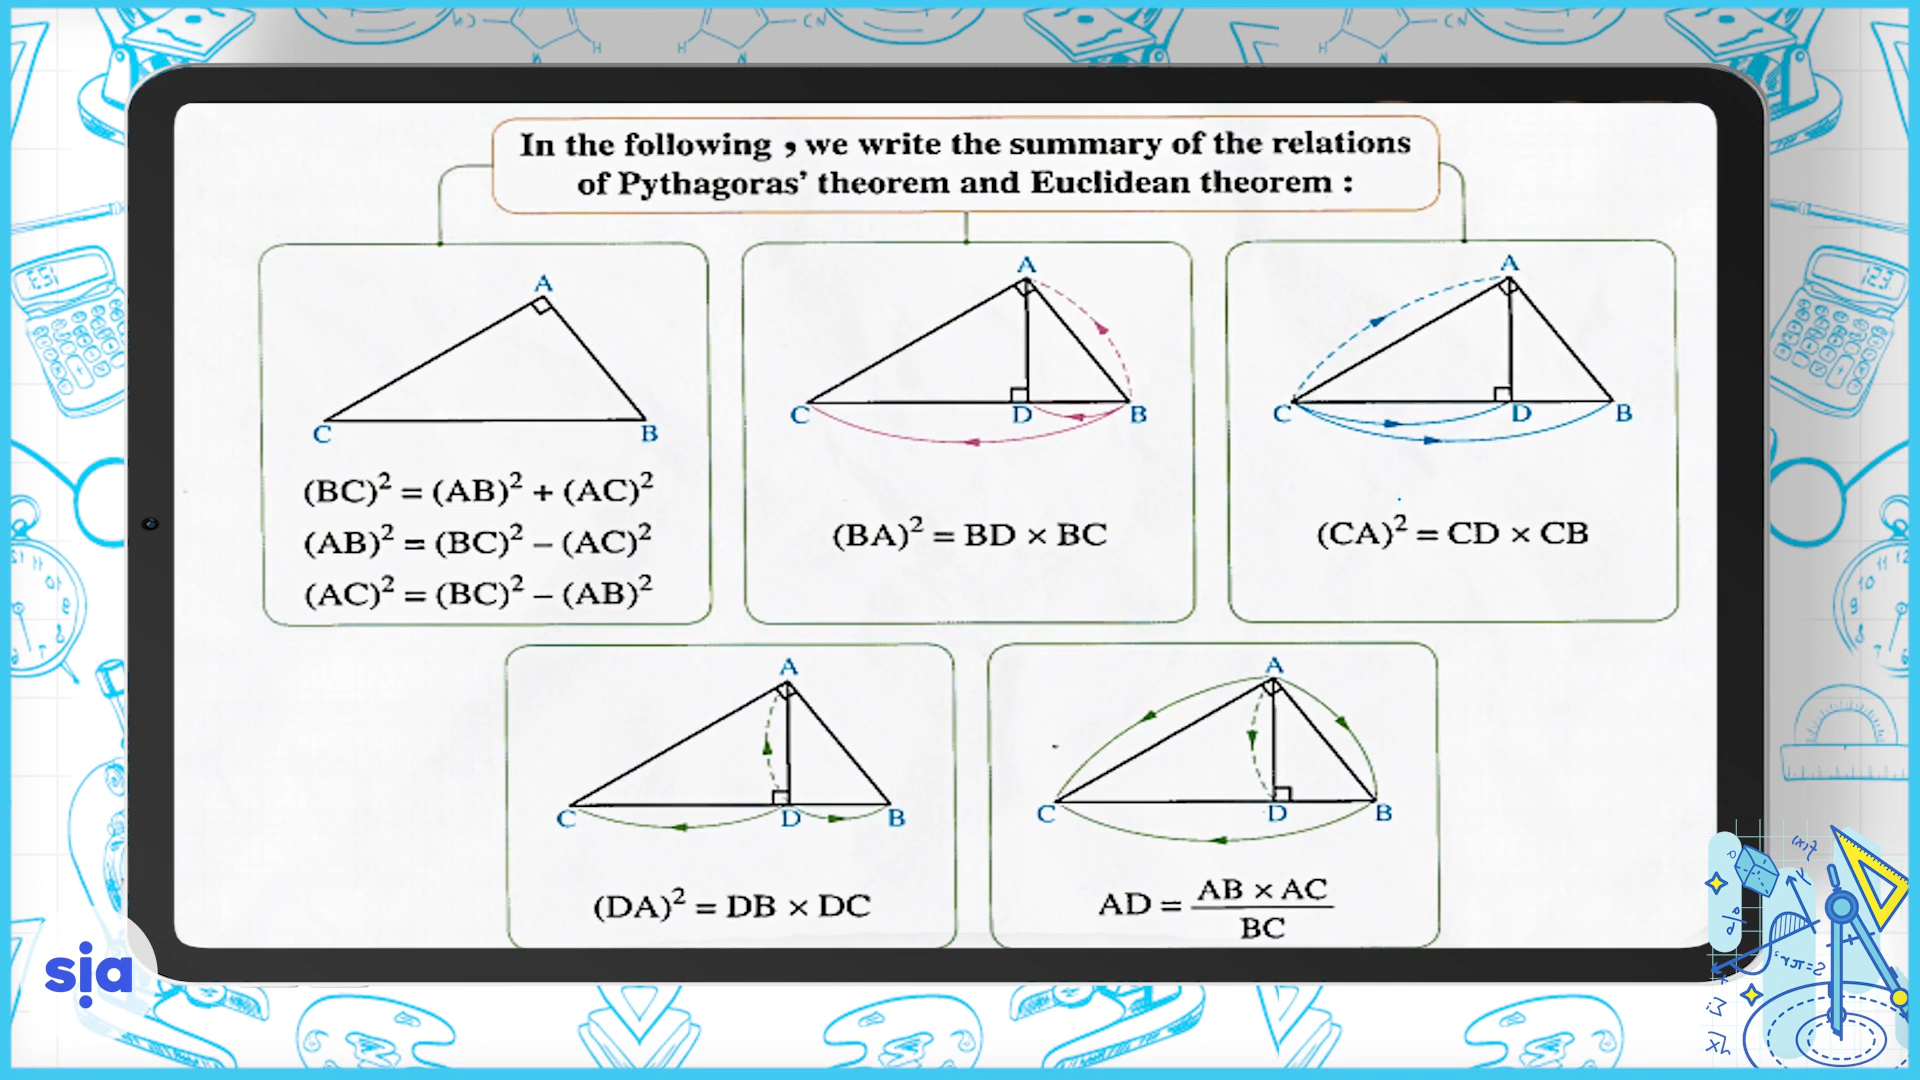 In the following , we write the summary of the relations
of Pythagoras' theorem and Euclidean theorem :
A
C
B
(BC)² = (AB)² + (AC)²
(AB)² = (BC)² – (AC)²
(AC)² = (BC)² – (AB)²
A
C
D
B
(BA)² = BD × BC
A
C
D
B
(CA)² = CD × CB
A
C
D
B
(DA)² = DB × DC
A
C
D
B
AD = AB × AC
BC
sia